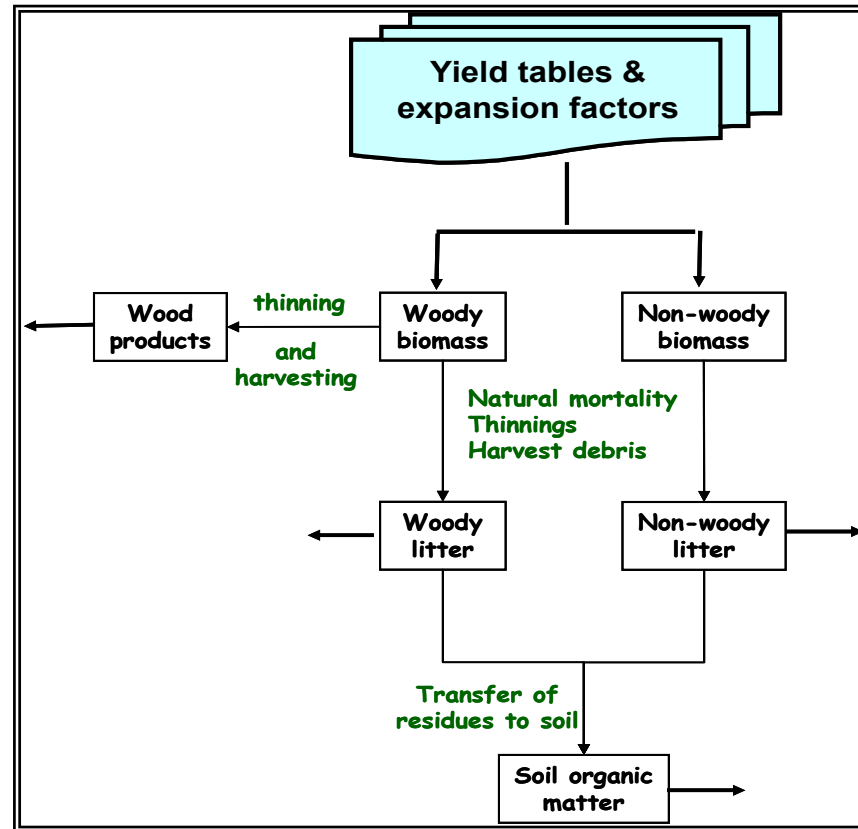 Yield tables &
expansion factors
Wood
products
thinning
and
harvesting
Woody
biomass
Non-woody
biomass
Natural mortality
Thinnings
Harvest debris
Woody
litter
Non-woody
litter
Transfer of
residues to soil
Soil organic
matter